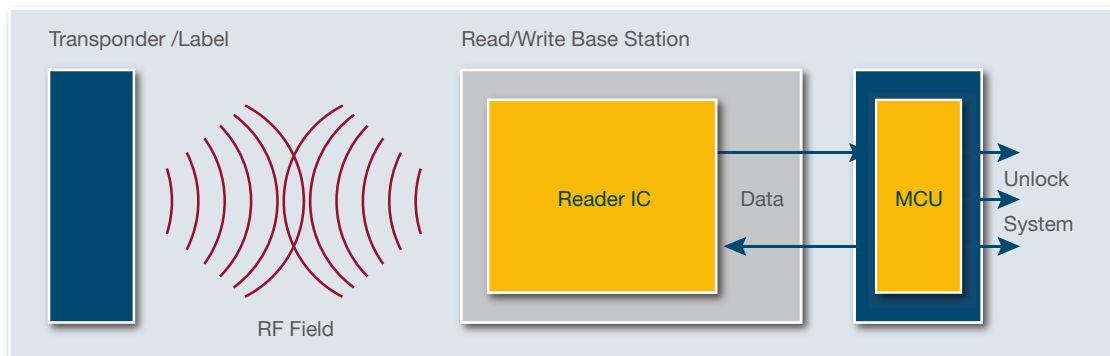 Transponder /Label
Read/Write Base Station
Reader IC
Data
MCU
Unlock
System
RF Field